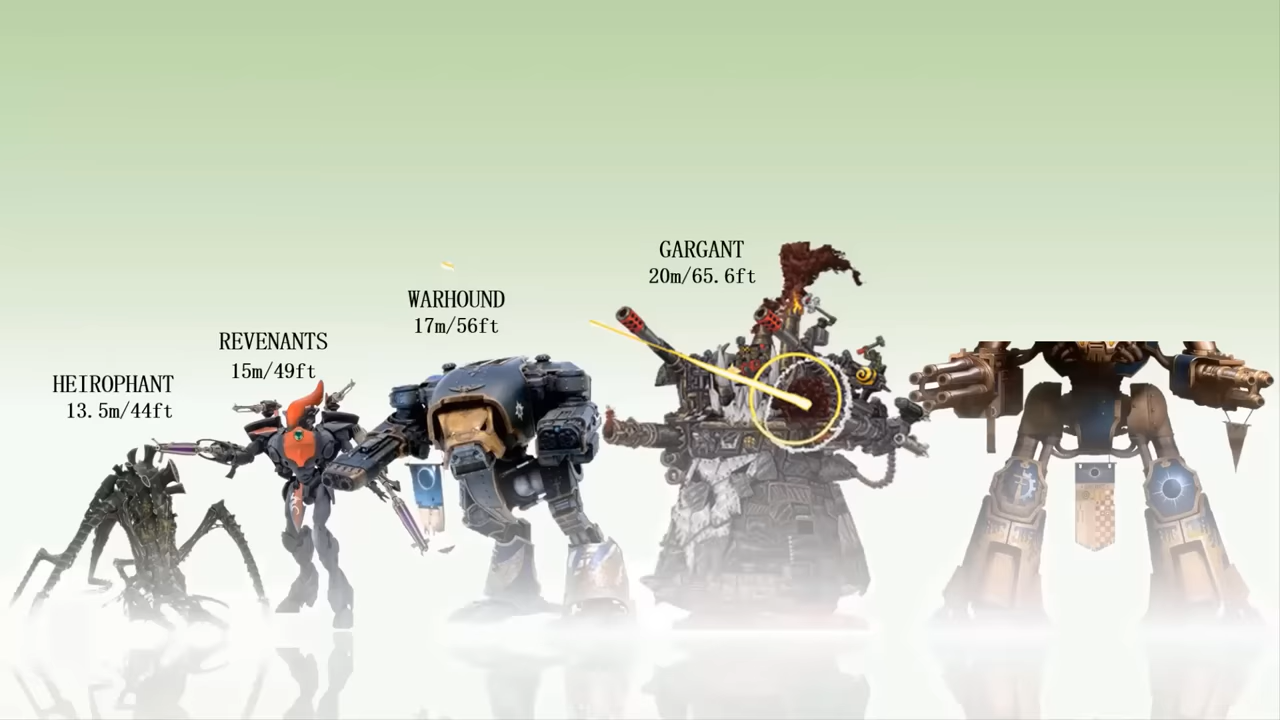 HEIROPHANT
13.5m/44ft
REVENANTS
15m/49ft
WARHOUND
17m/56ft
GARGANT
20m/65.6ft